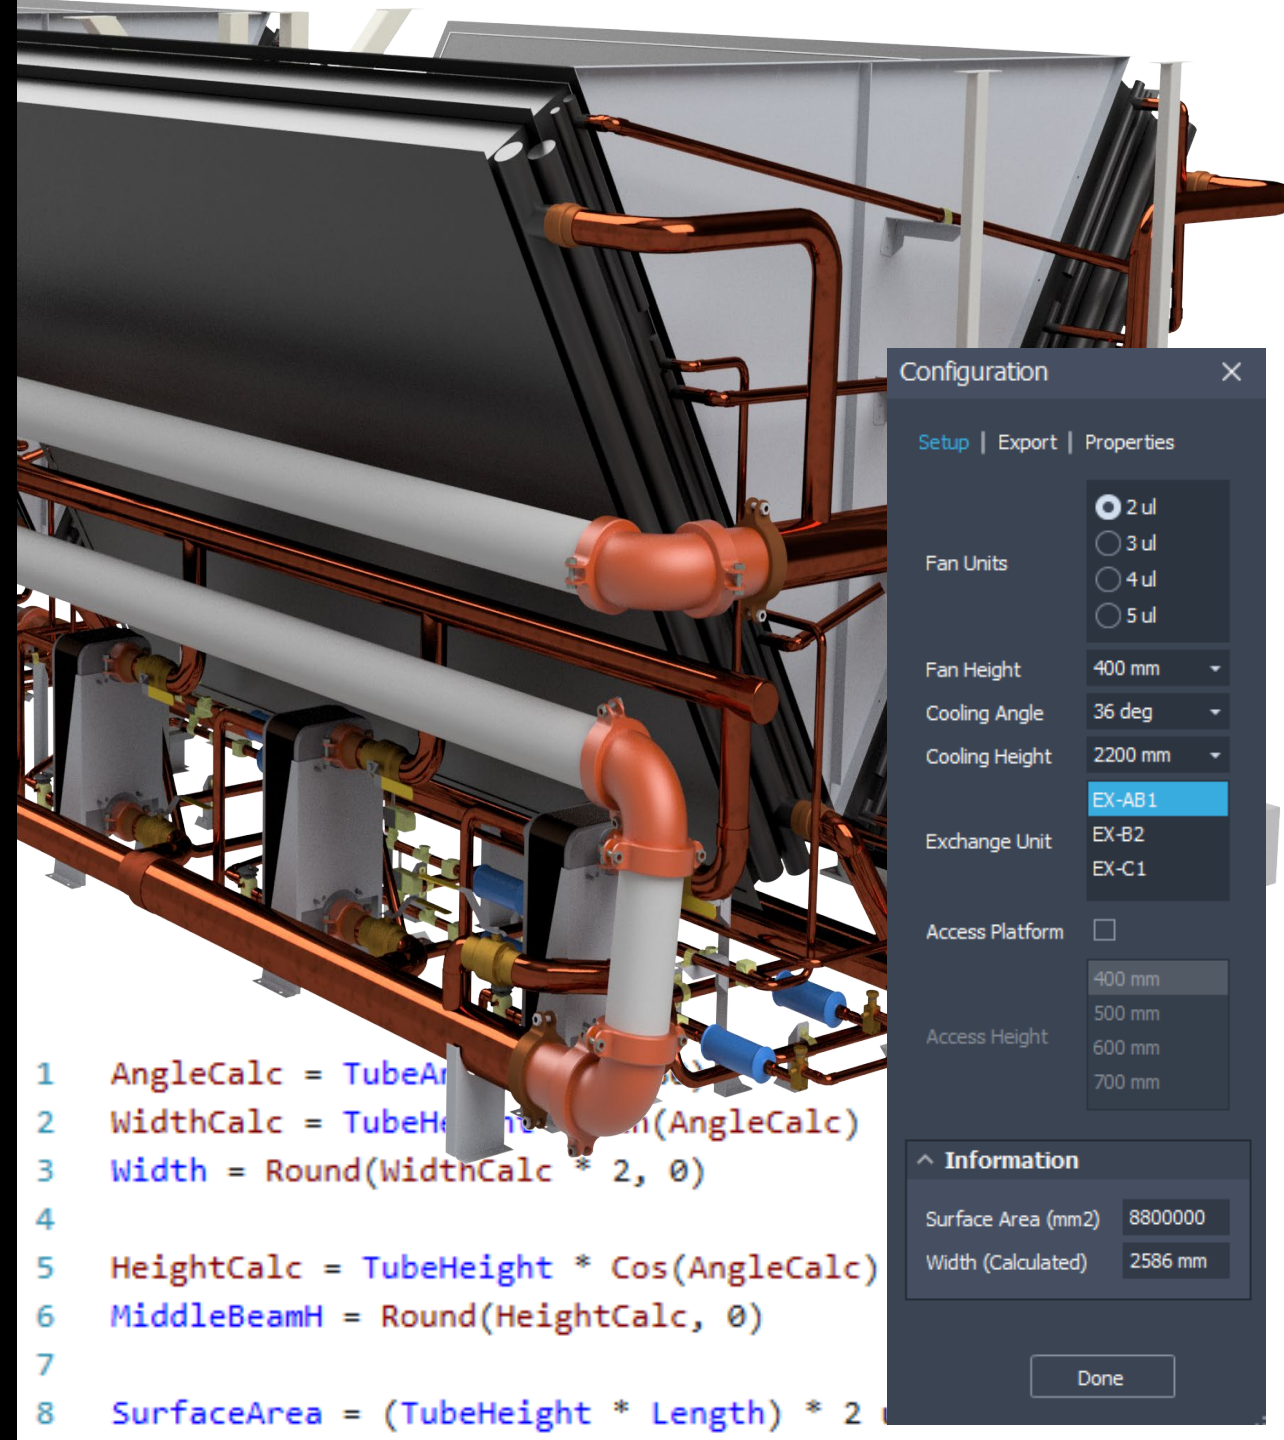 Configuration
Setup | Export | Properties
Fan Units
2 ul
3 ul
4 ul
5 ul
Fan Height 400 mm
Cooling Angle 36 deg
Cooling Height 2200 mm
Exchange Unit
EX-AB1
EX-B2
EX-C1
Access Platform
Access Height
400 mm
500 mm
600 mm
700 mm
Information
Surface Area (mm2) 8800000
Width (Calculated) 2586 mm
Done
1 AngleCalc =
2 WidthCalc = (AngleCalc)
3 Width = Round(WidthCalc * 2, 0)
4
5 HeightCalc = TubeHeight * Cos(AngleCalc)
6 MiddleBeamH = Round(HeightCalc, 0)
7
8 SurfaceArea = (TubeHeight * Length) * 2